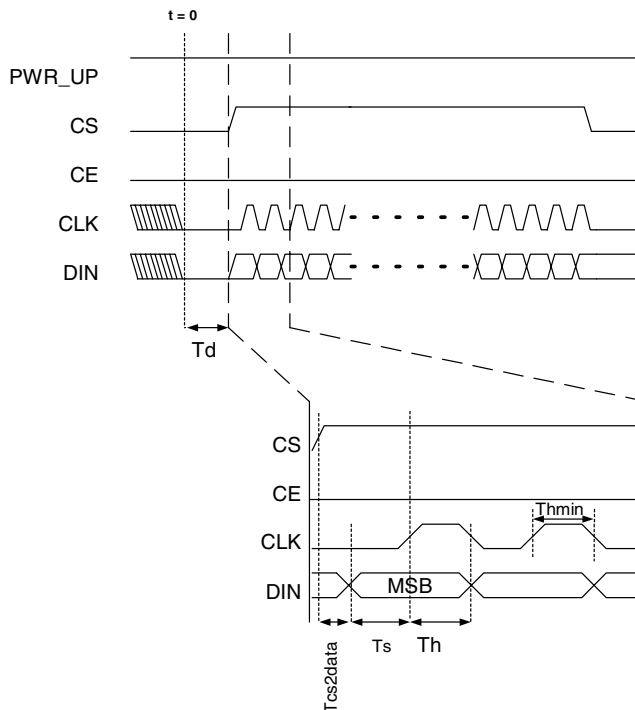 t = 0
PWR_UP
CS
CE
CLK
DIN
Td
CS
CE
Thmin
CLK
DIN
MSB
Tcs2data
Ts
Th